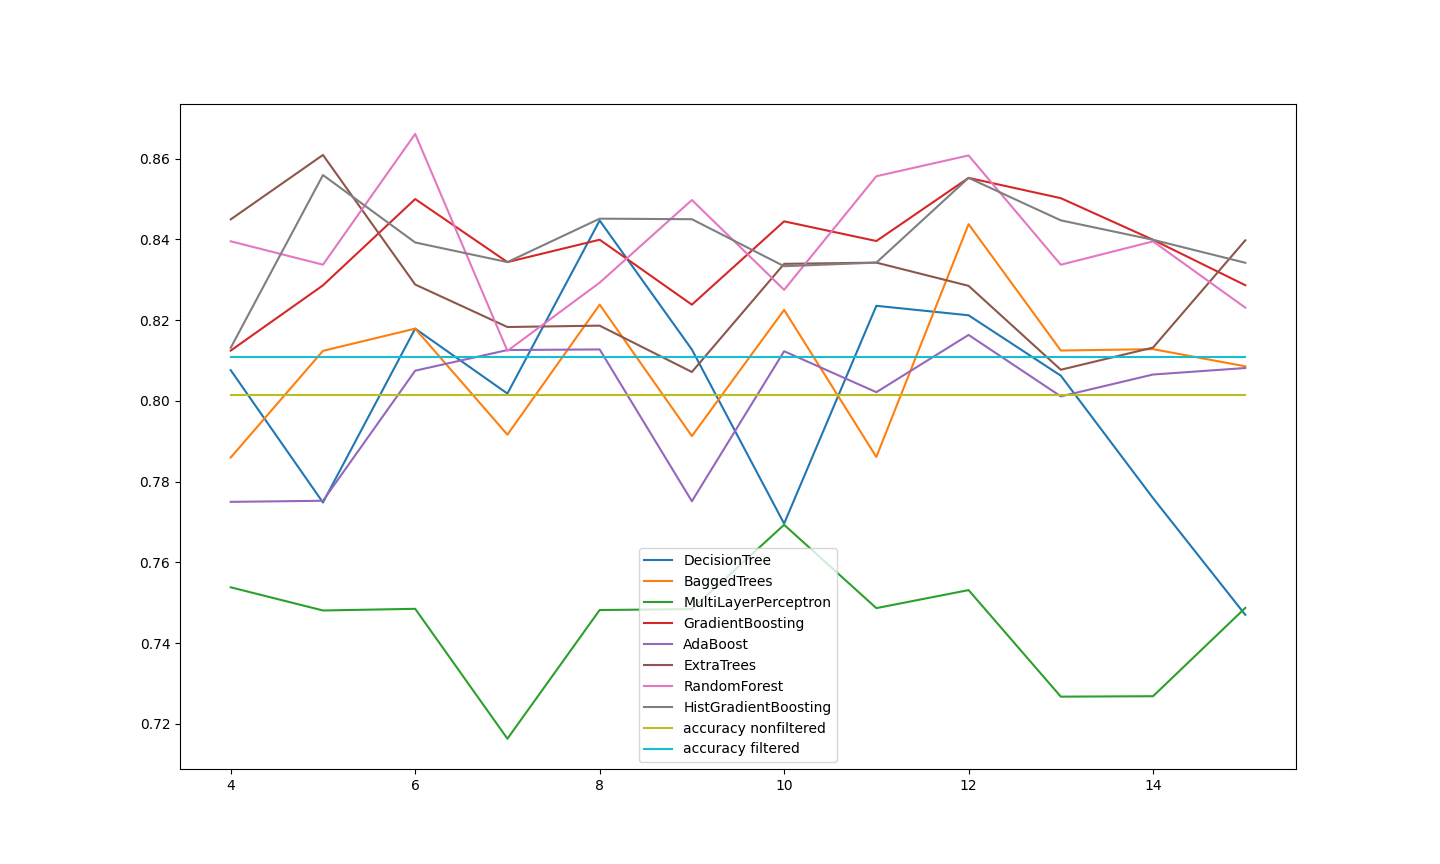 0.86
0.84
0.82
0.80
0.78
0.76
0.74
0.72
DecisionTree
BaggedTrees
MultiLayerPerceptron
GradientBoosting
AdaBoost
ExtraTrees
RandomForest
HistGradientBoosting
accuracy nonfiltered
accuracy filtered
4 6 8 10 12 14